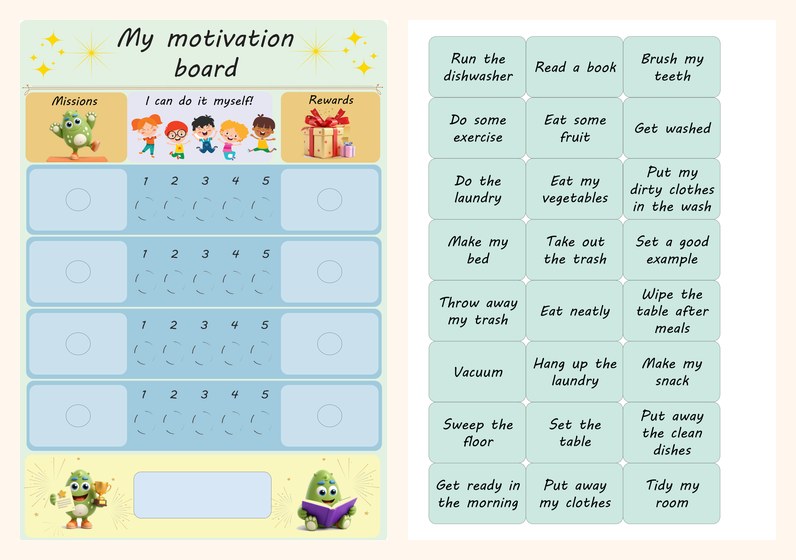 My motivation
board
Missions
I can do it myself!
Rewards
1 2 3 4 5
1 2 3 4 5
1 2 3 4 5
1 2 3 4 5
Run the
dishwasher
Read a book
Brush my
teeth
Do some
exercise
Eat some
fruit
Get washed
Do the
laundry
Eat my
vegetables
Put my
dirty clothes
in the wash
Make my
bed
Take out
the trash
Set a good
example
Throw away
my trash
Eat neatly
Wipe the
table after
meals
Vacuum
Hang up the
laundry
Make my
snack
Sweep the
floor
Set the
table
Put away
the clean
dishes
Get ready in
the morning
Put away
my clothes
Tidy my
room